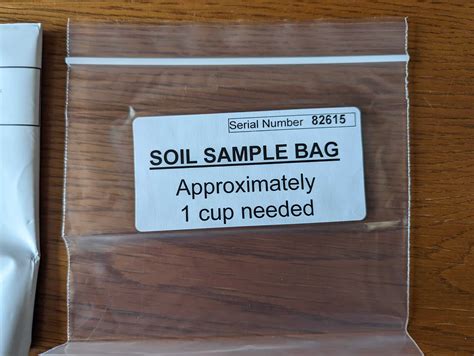 Serial Number 82615
SOIL SAMPLE BAG
Approximately
1 cup needed